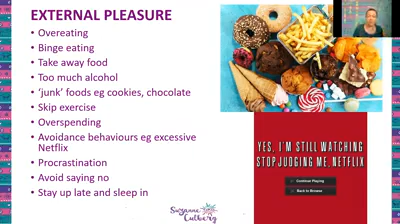 EXTERNAL PLEASURE
• Overeating
• Binge eating
• Take away food
• Too much alcohol
• 'junk' foods eg cookies, chocolate
• Skip exercise
• Overspending
• Avoidance behaviours eg excessive
Netflix
• Procrastination
• Avoid saying no
• Stay up late and sleep in
YES, I'M STILL WATCHING
STOP JUDGING ME, NETFLIX
Continue Playing
Back to Browse
Suzanne
Culberg